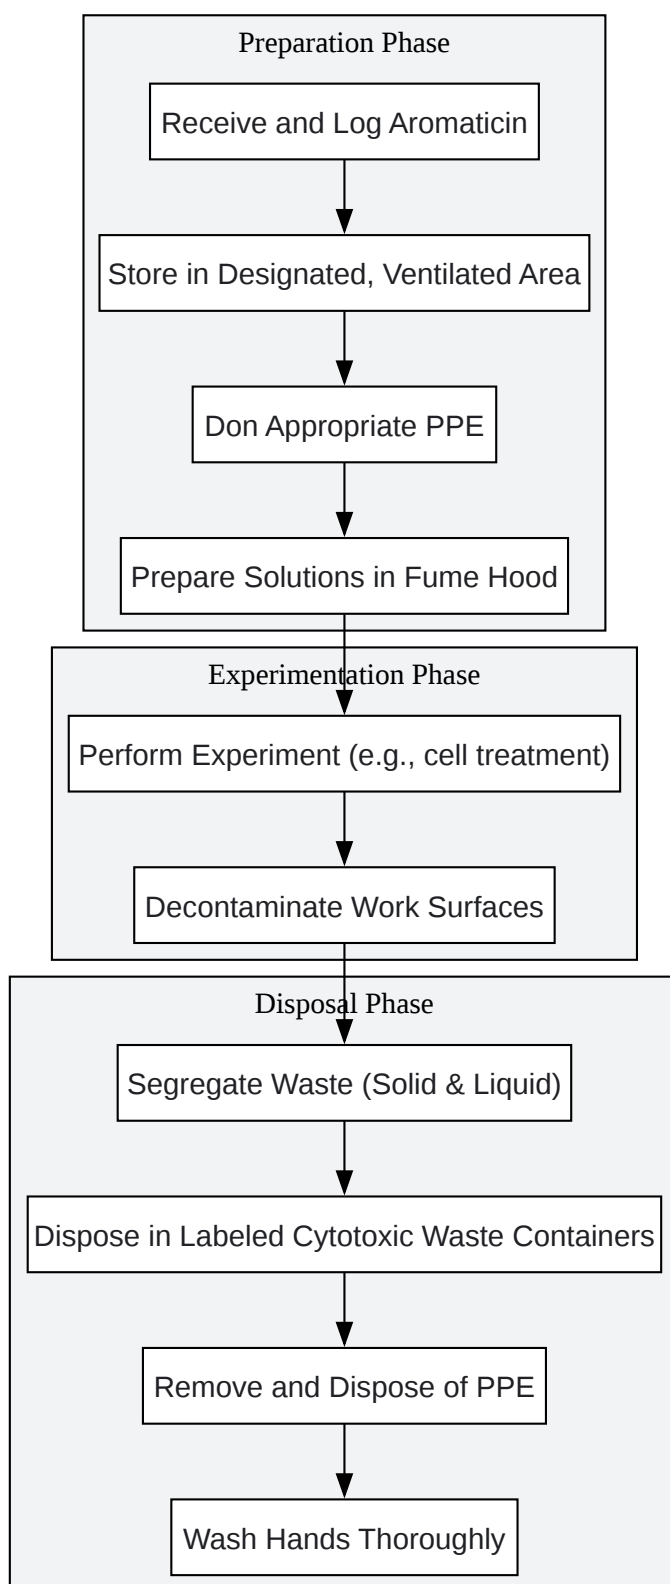 Preparation Phase
Receive and Log Aromaticin
Store in Designated, Ventilated Area
Don Appropriate PPE
Prepare Solutions in Fume Hood
Experimentation Phase
Perform Experiment (e.g., cell treatment)
Decontaminate Work Surfaces
Disposal Phase
Segregate Waste (Solid & Liquid)
Dispose in Labeled Cytotoxic Waste Containers
Remove and Dispose of PPE
Wash Hands Thoroughly